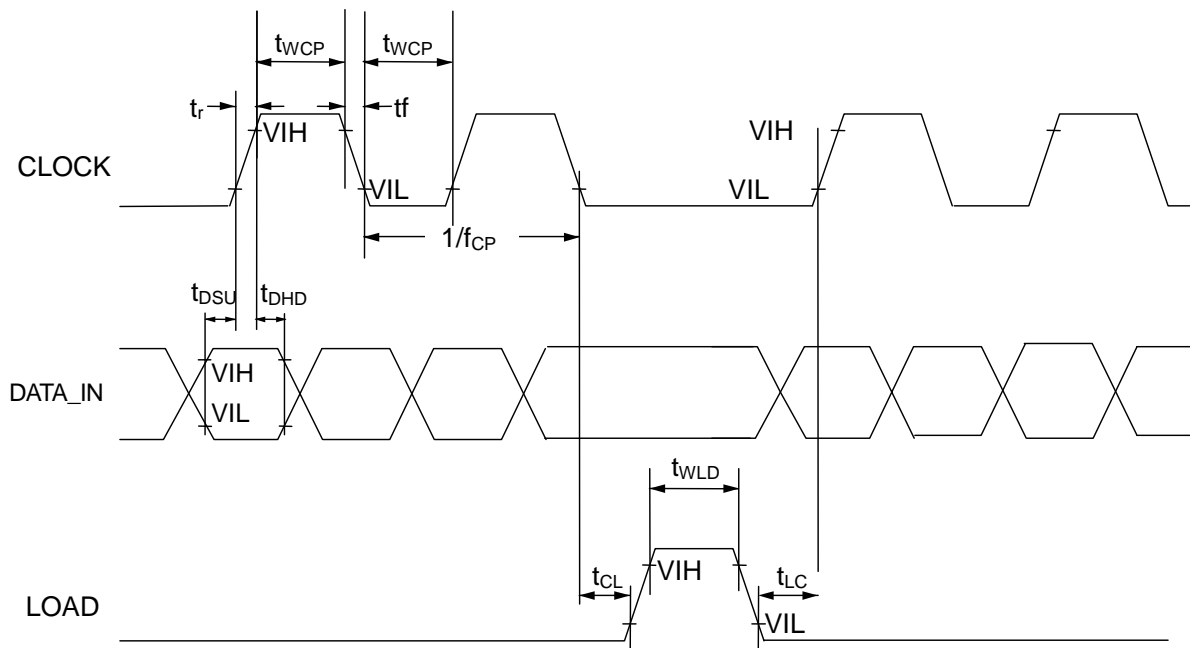 tWCP tWCP
tr tf
VIH VIH
CLOCK
VIL VIL
1/fCP
tDSU tDHD
VIH
DATA_IN
VIL
tWLD
tCL VIH tLC
LOAD
VIL